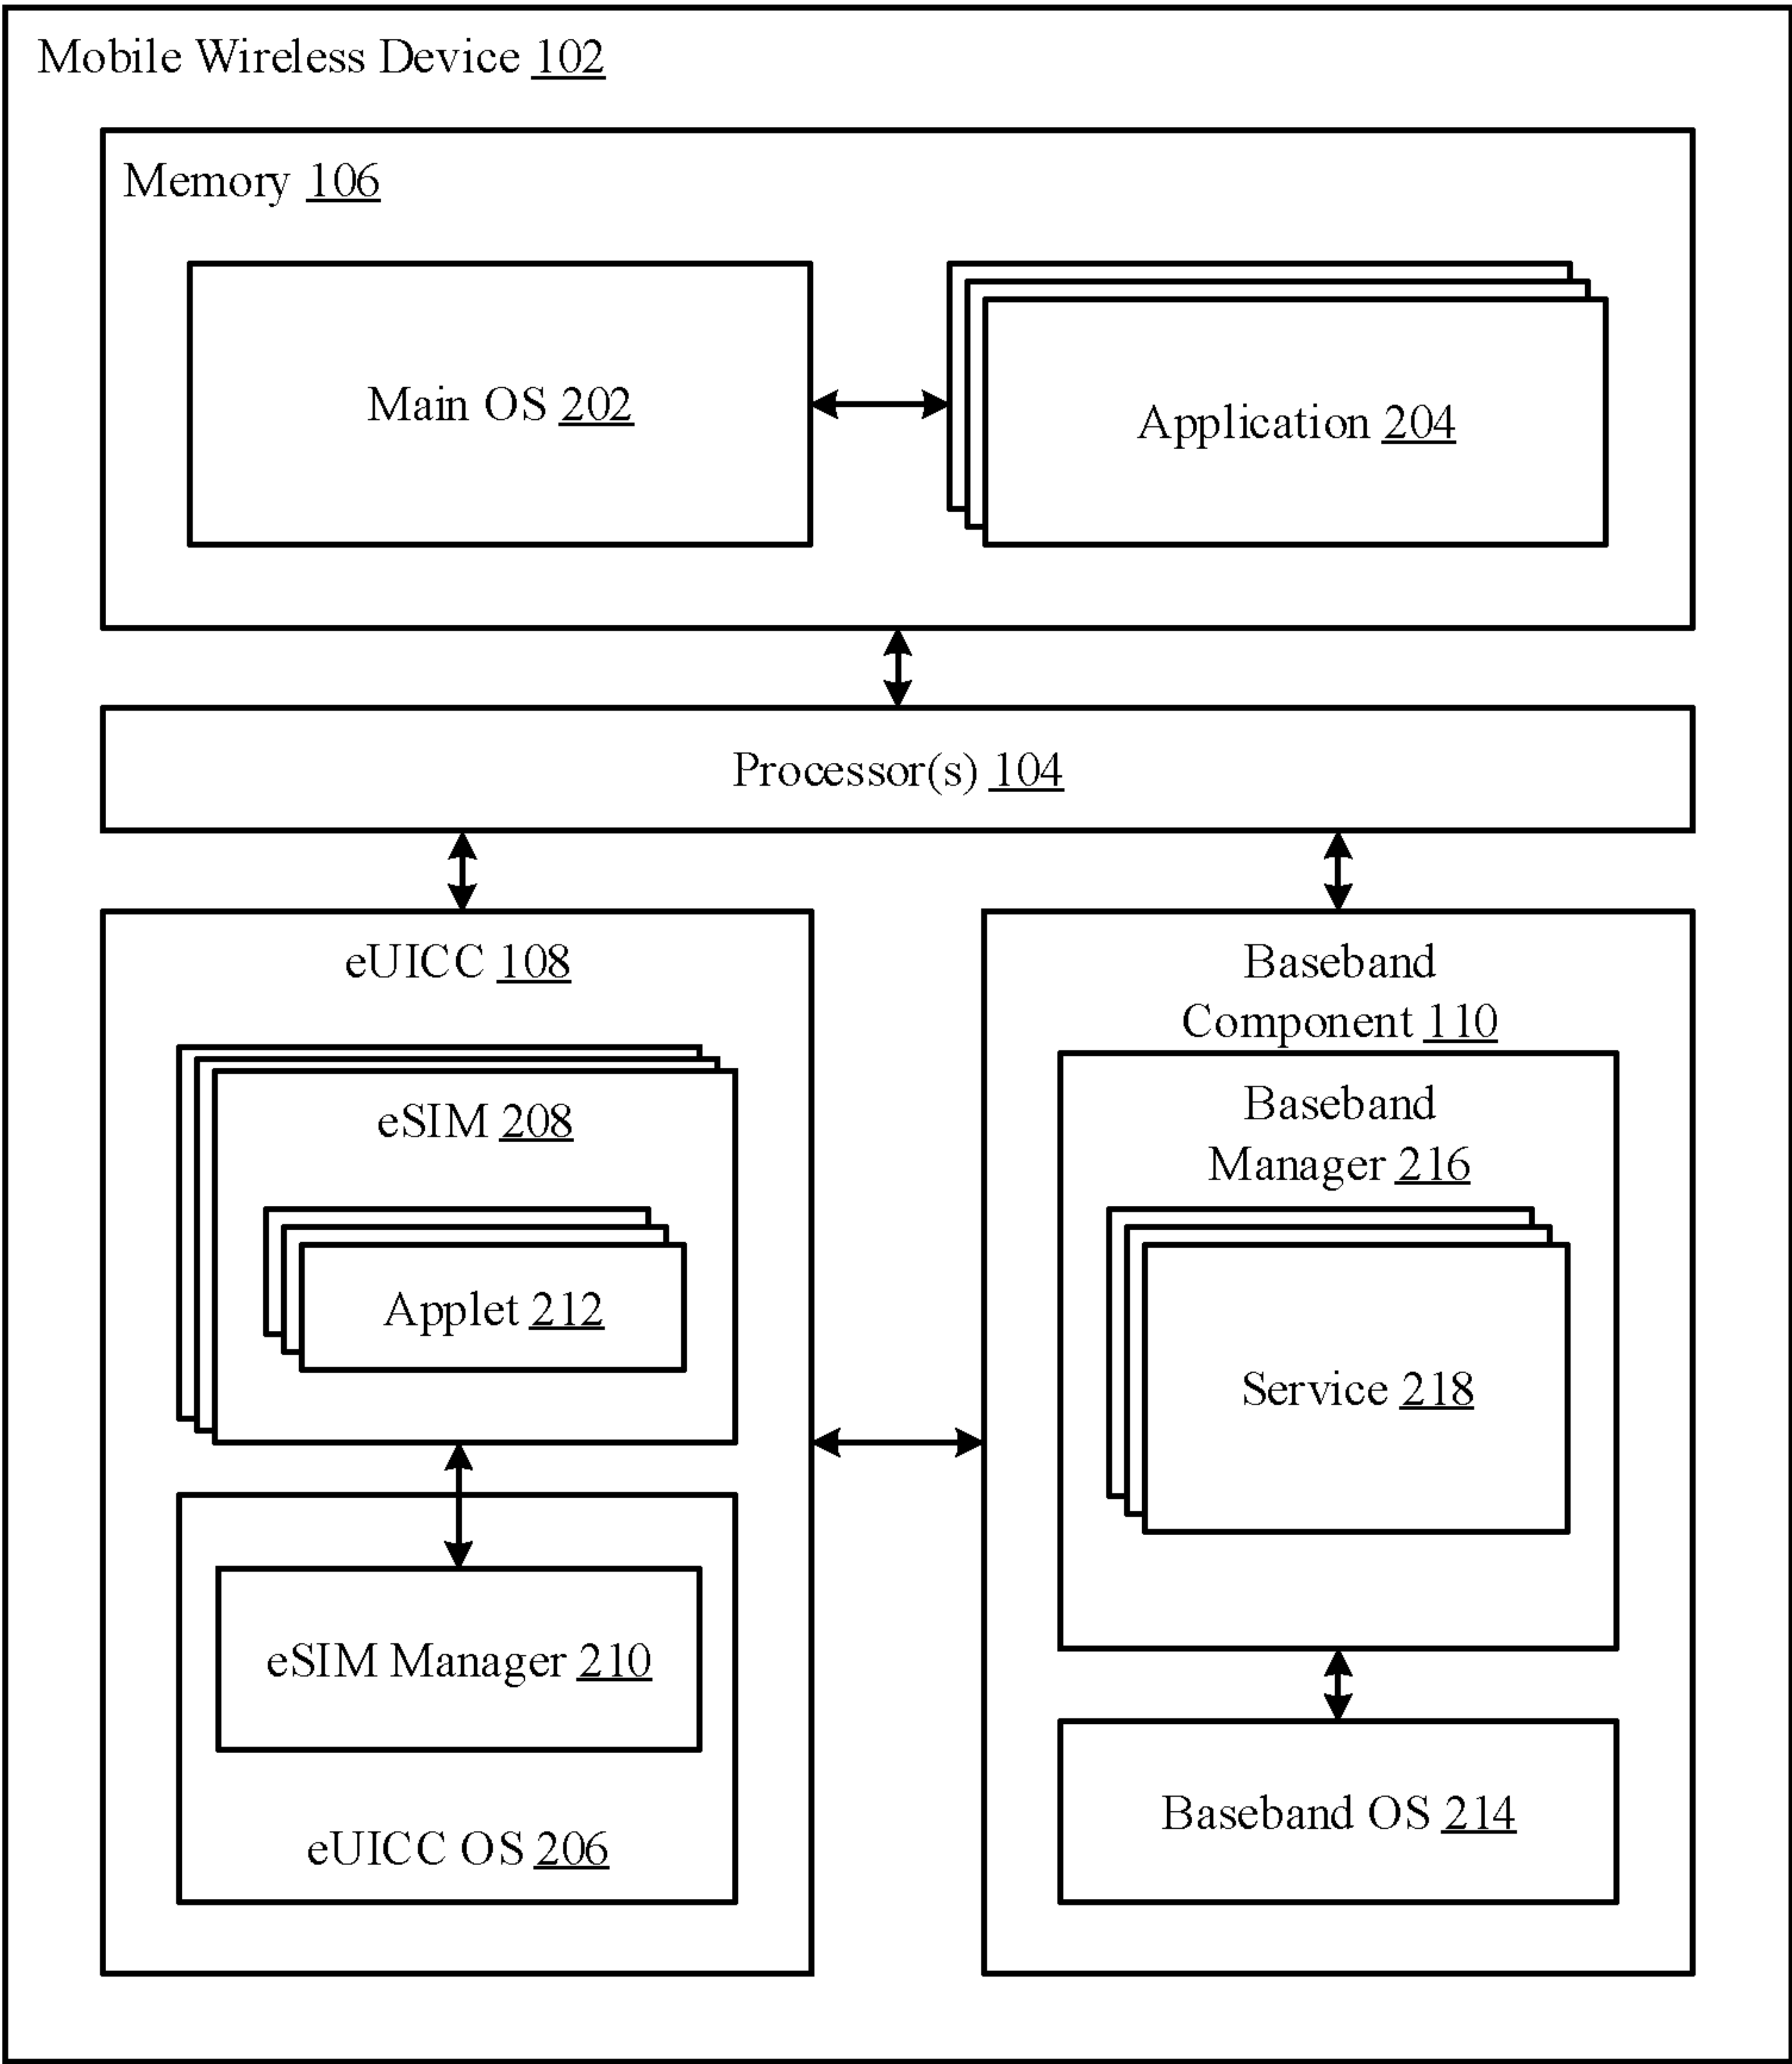 Mobile Wireless Device 102
Memory 106
Main OS 202
Application 204
Processor(s) 104
eUICC 108
eSIM 208
Applet 212
eSIM Manager 210
eUICC OS 206
Baseband
Component 110
Baseband
Manager 216
Service 218
Baseband OS 214